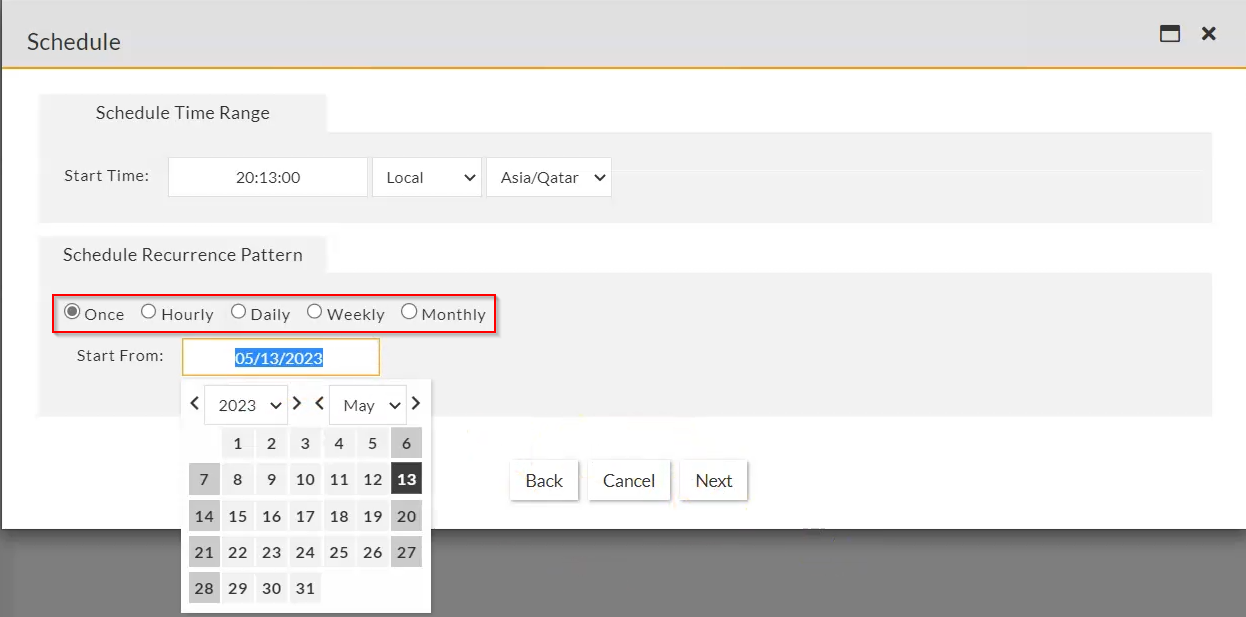 Schedule
Schedule Time Range
Start Time: 20:13:00 Local Asia/Qatar
Schedule Recurrence Pattern
Once Hourly Daily Weekly Monthly
Start From: 05/13/2023
2023 May
1 2 3 4 5 6
7 8 9 10 11 12 13
14 15 16 17 18 19 20
21 22 23 24 25 26 27
28 29 30 31
Back Cancel Next